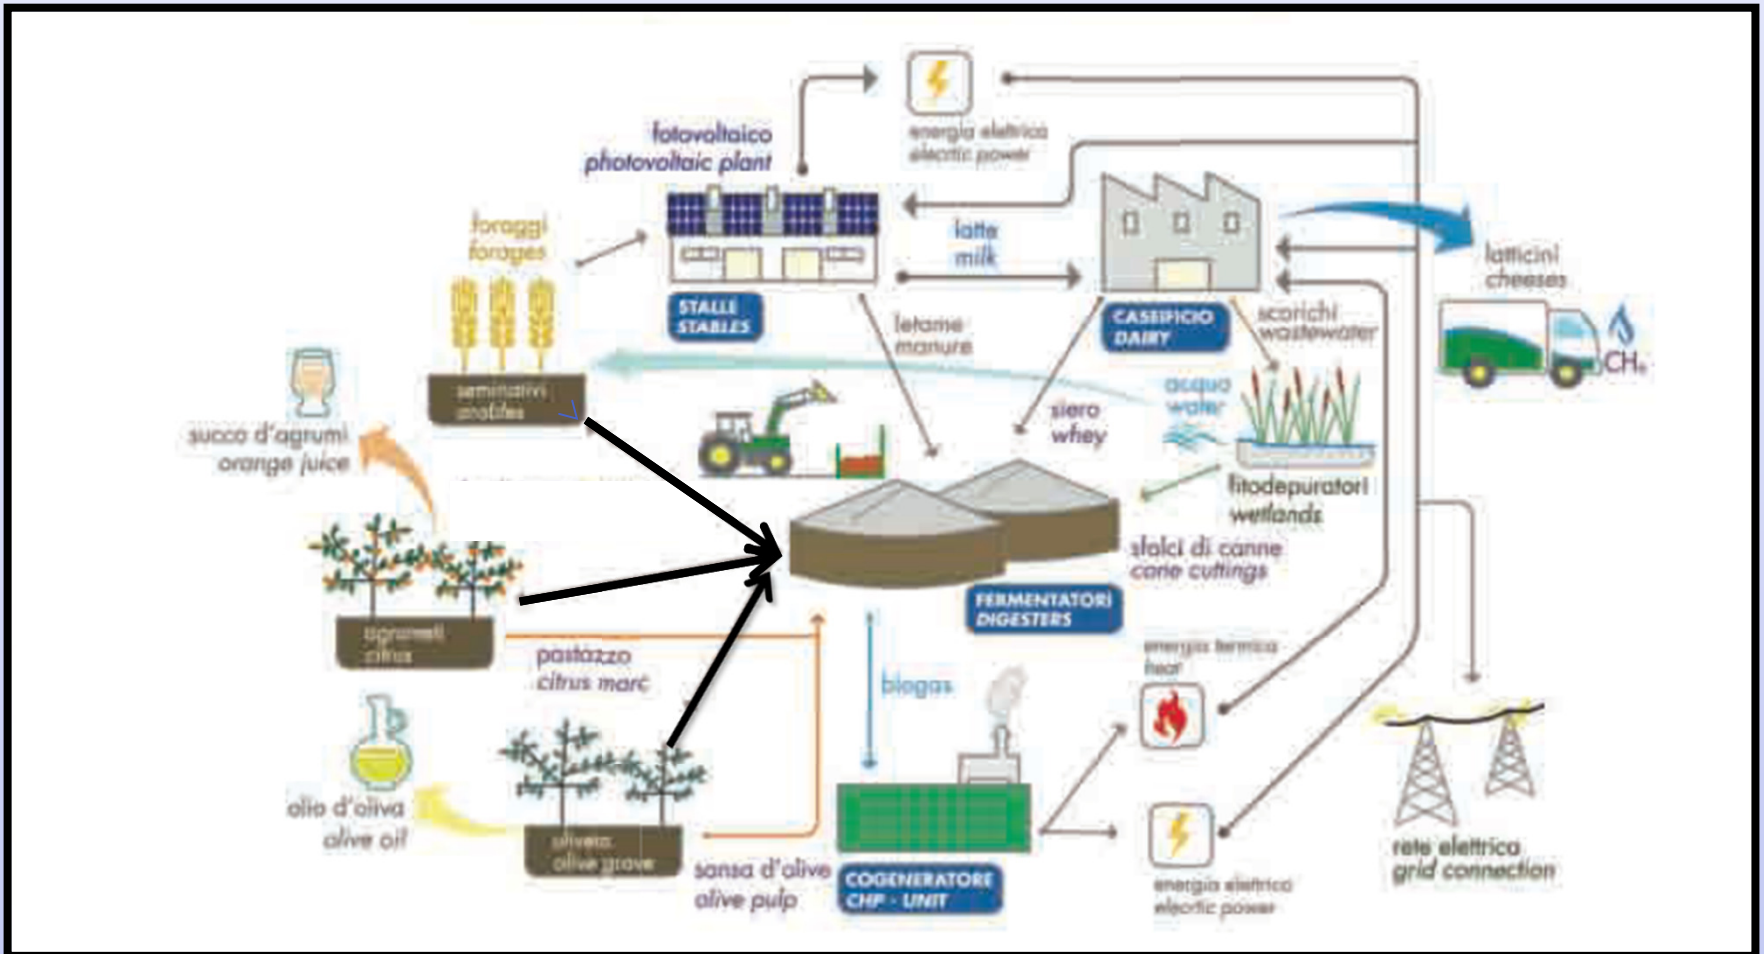 fotovoltaico
photovoltaic plant
energia elettrica
elecrtic power
foraggi
forages
latte
milk
latticini
cheeses
STALLE
STABLES
letame
manure
CASEIFICIO
DAIRY
scarichi
wastewater
CH₄
seminativi
arables
acqua
water
siero
whey
succo d'agrumi
orange juice
fitodepuratori
wetlands
sfalci di canne
cane cuttings
FERMENTATORI
DIGESTERS
agrumeti
citrus
pastazzo
citrus marc
energia termica
heat
biogas
olio d'oliva
olive oil
oliveto
olive grove
sansa d'olive
olive pulp
COGENERATORE
CHP - UNIT
energia elettrica
elecrtic power
rete elettrica
grid connection